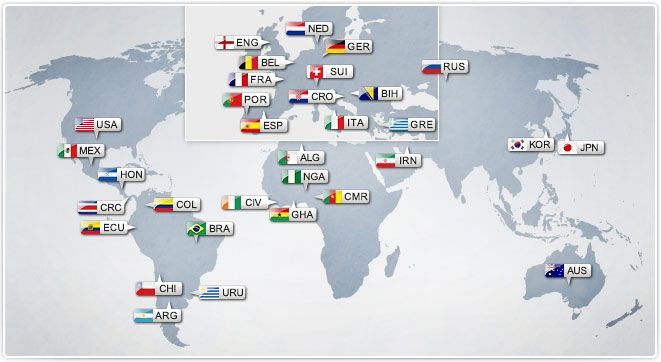 NED
ENG
GER
BEL
RUS
SUI
FRA
BIH
CRO
POR
USA
ESP
ITA
GRE
KOR
JPN
MEX
ALG
IRN
HON
NGA
CMR
CIV
COL
CRC
GHA
ECU
BRA
AUS
CHI
URU
ARG